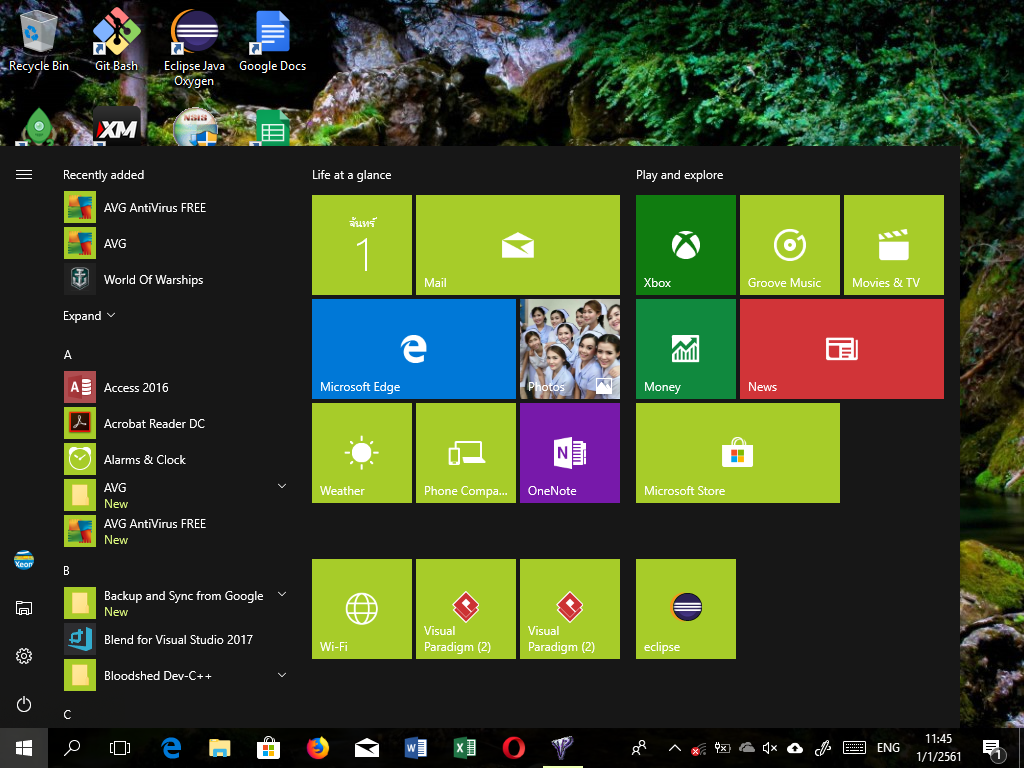 Recycle Bin
Git Bash
Eclipse Java
Oxygen
Google Docs
XM
NSIS
Recently added
AVG AntiVirus FREE
AVG
World Of Warships
Expand
A
Access 2016
Acrobat Reader DC
Alarms & Clock
AVG
New
AVG AntiVirus FREE
New
B
Backup and Sync from Google
New
Blend for Visual Studio 2017
Bloodshed Dev-C++
C
Xeon
Life at a glance
จันทร์
1
Mail
Microsoft Edge
Photos
Weather
Phone Compa...
OneNote
Wi-Fi
Visual
Paradigm (2)
Visual
Paradigm (2)
Play and explore
Xbox
Groove Music
Movies & TV
Money
News
Microsoft Store
eclipse
ENG
11:45
1/1/2561
1